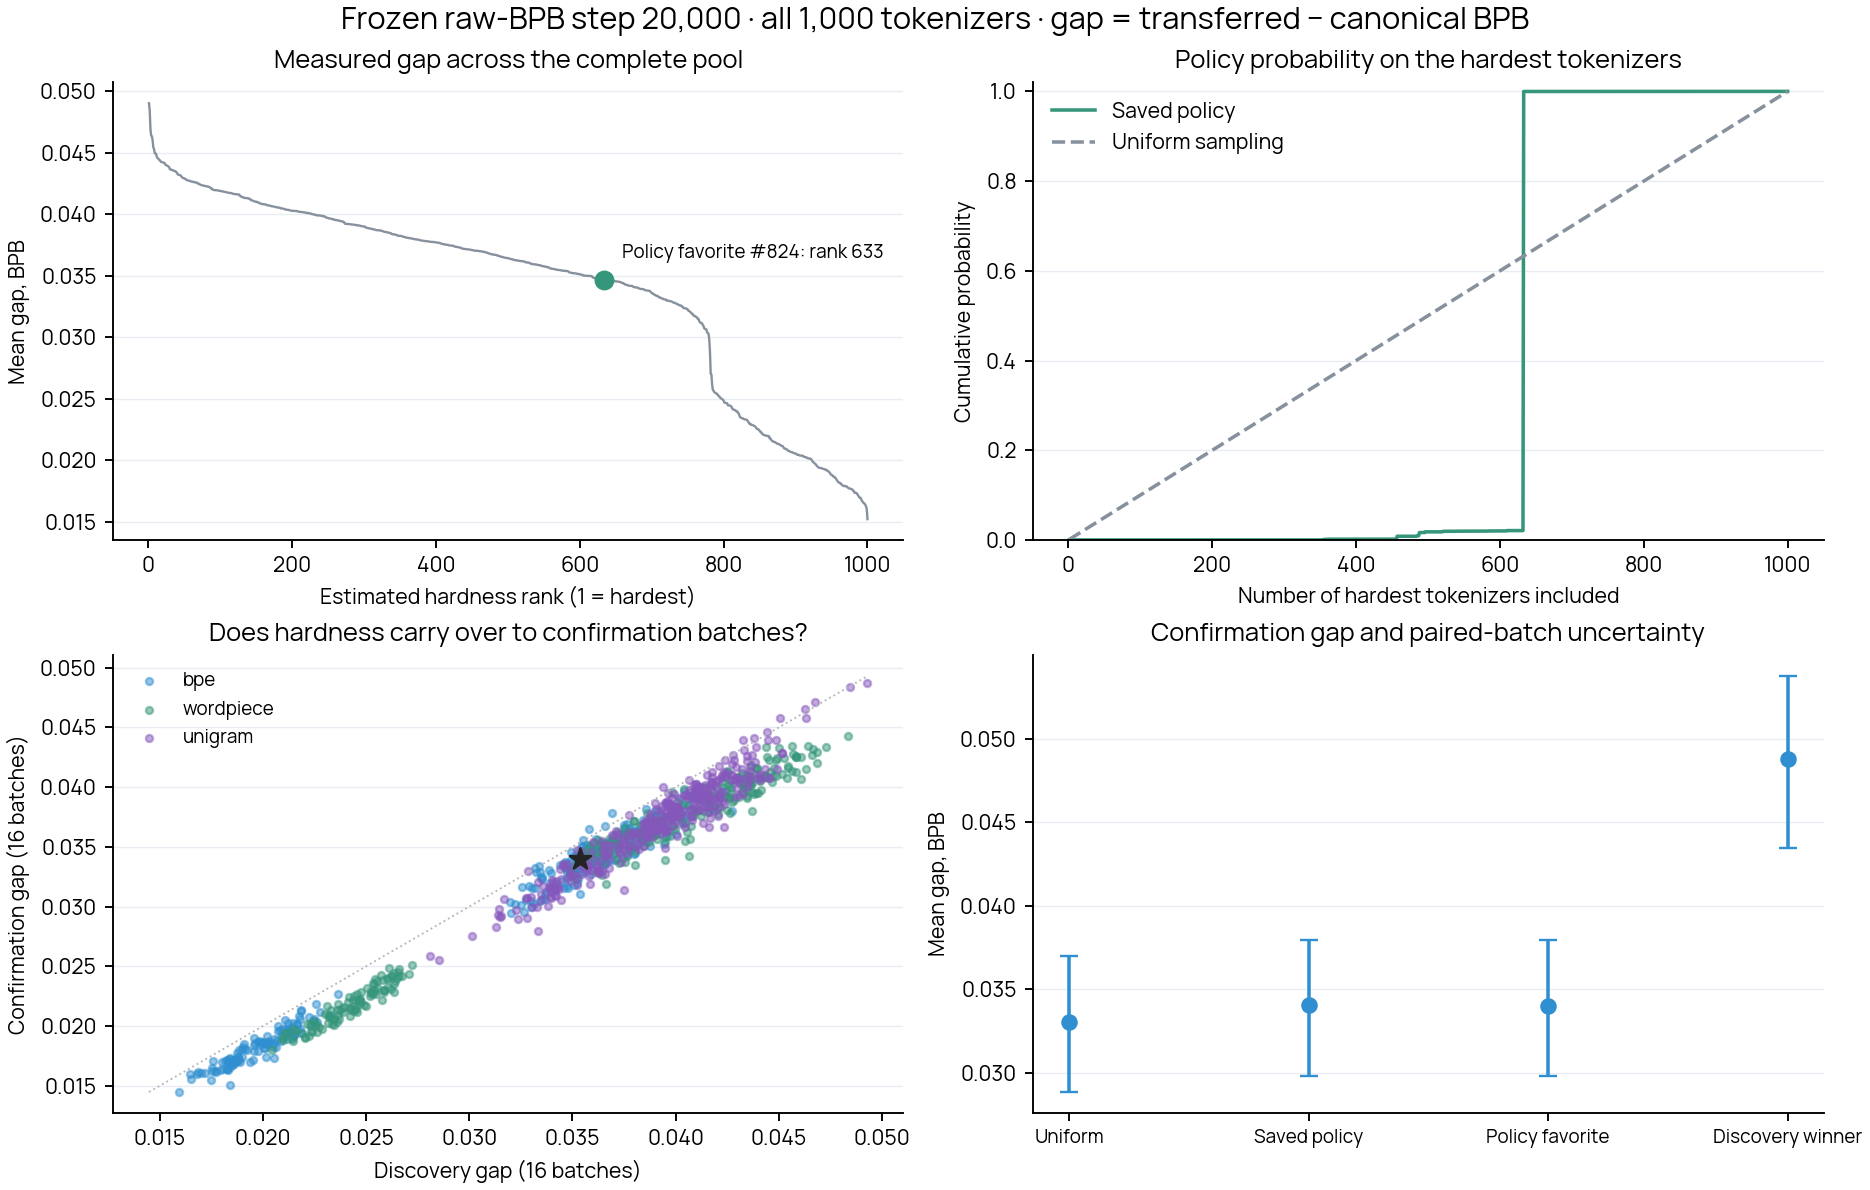 Frozen raw-BPB step 20,000 · all 1,000 tokenizers · gap = transferred − canonical BPB
Measured gap across the complete pool
0.050
0.045
0.040
0.035
0.030
0.025
0.020
0.015
Mean gap, BPB
Policy favorite #824: rank 633
0
200
400
600
800
1000
Estimated hardness rank (1 = hardest)
Policy probability on the hardest tokenizers
1.0
0.8
0.6
0.4
0.2
0.0
Cumulative probability
Saved policy
Uniform sampling
0
200
400
600
800
1000
Number of hardest tokenizers included
Does hardness carry over to confirmation batches?
0.050
0.045
0.040
0.035
0.030
0.025
0.020
0.015
Confirmation gap (16 batches)
bpe
wordpiece
unigram
0.015
0.020
0.025
0.030
0.035
0.040
0.045
0.050
Discovery gap (16 batches)
Confirmation gap and paired-batch uncertainty
0.050
0.045
0.040
0.035
0.030
Mean gap, BPB
Uniform
Saved policy
Policy favorite
Discovery winner